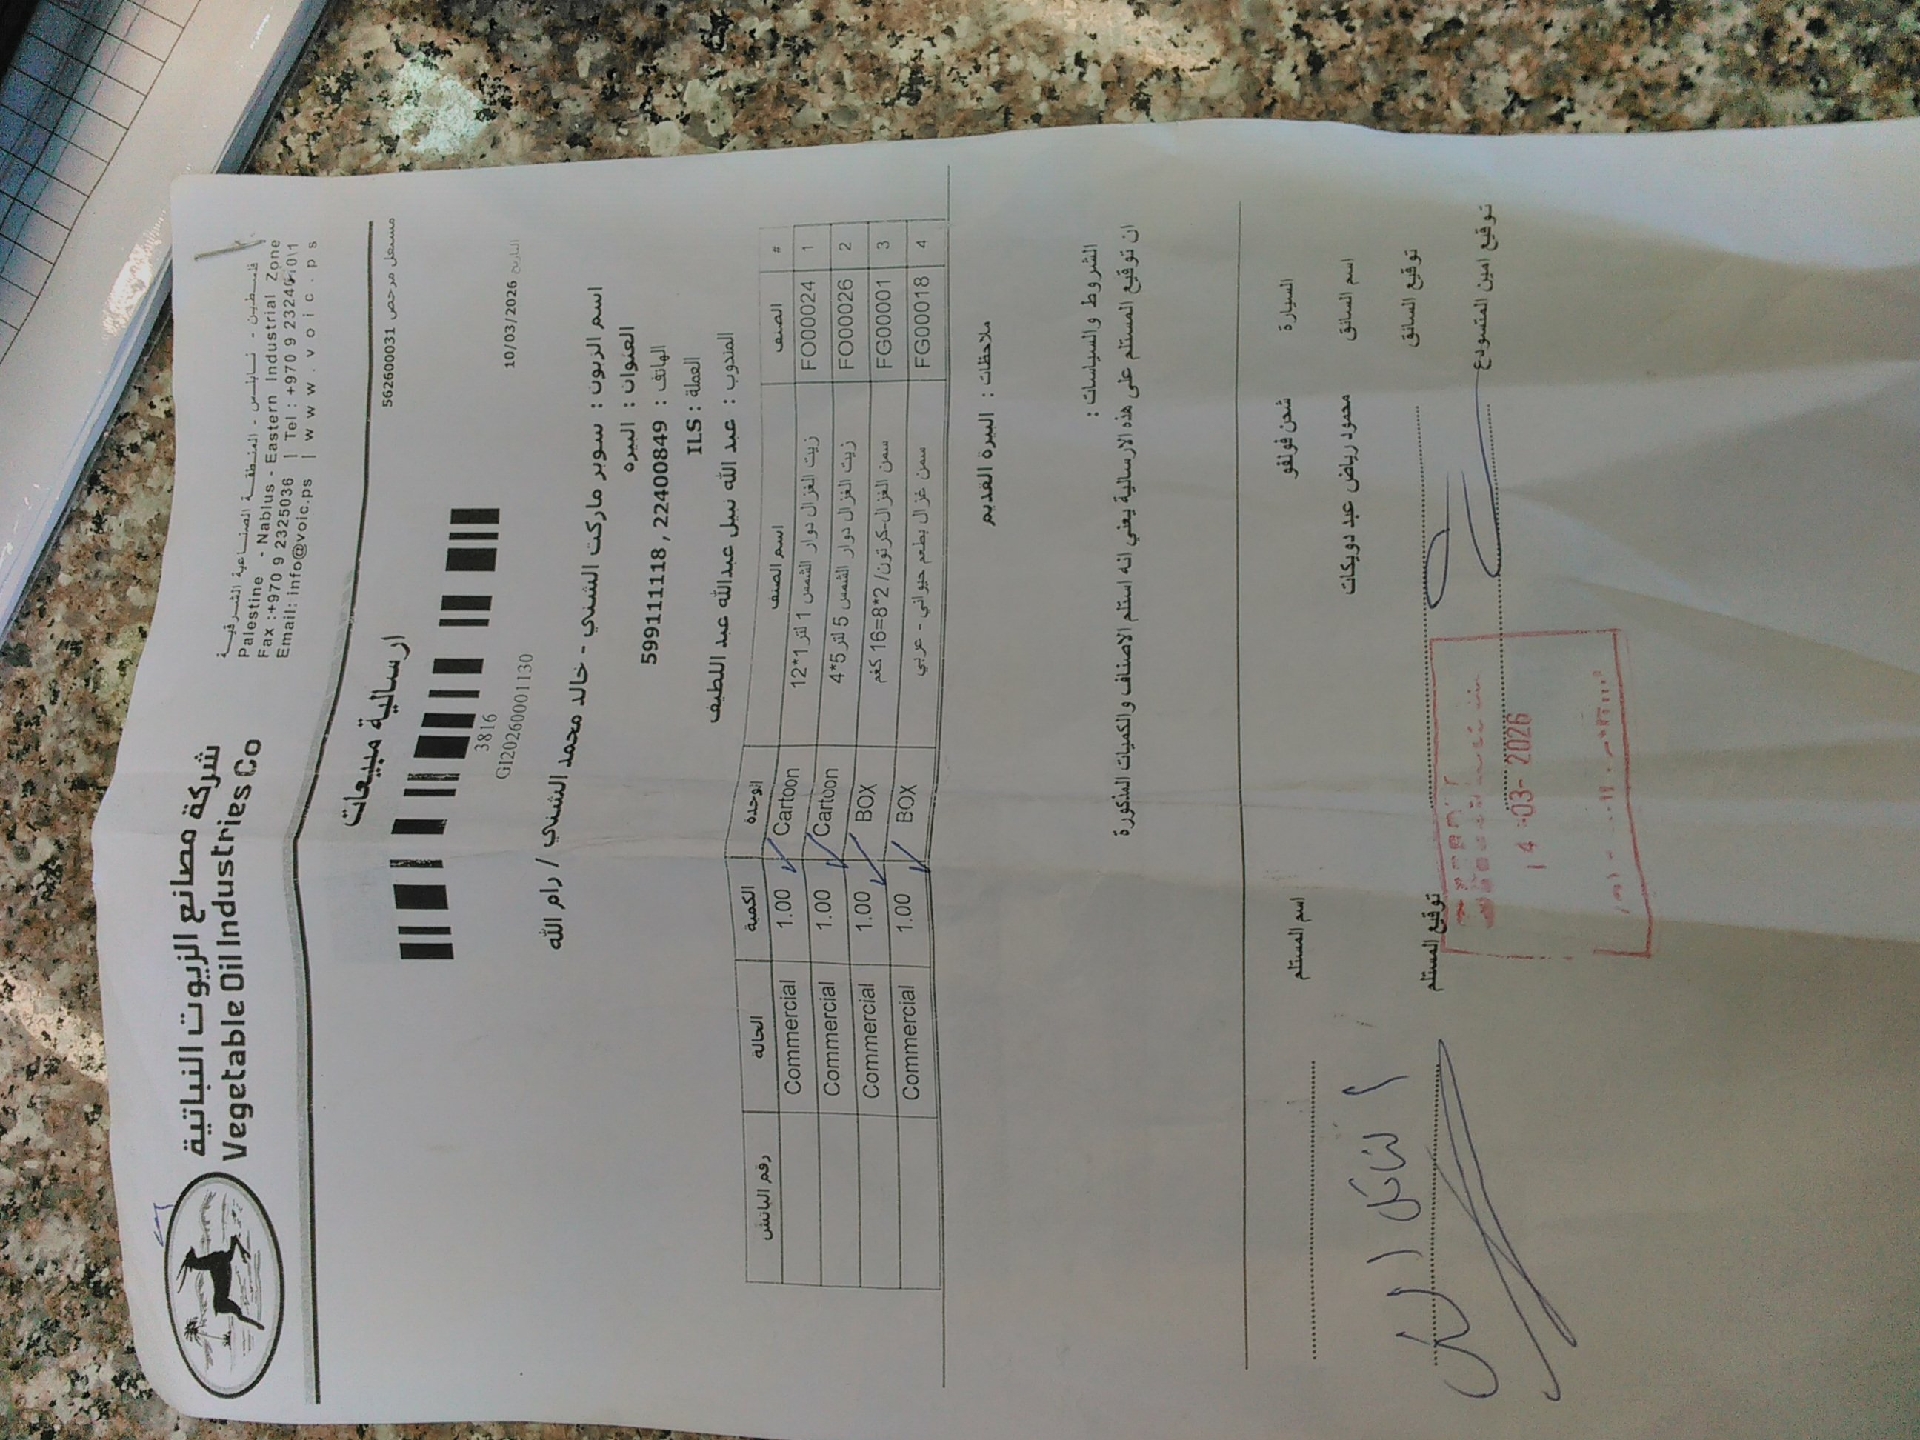 شركة مصانع الزيوت النباتية
Vegetable Oil Industries Co
فلسطين - نابلس - المنطقة الصناعية الشرقية
Palestine - Nablus - Eastern Industrial Zone
Fax :+970 9 2325036 | Tel : +970 9 232
Email: info@voic.ps | www.voic.ps
مشتغل مرخص 562600031
ارسالية مبيعات
3816
GI202600001130
التاريخ 10/03/2026
اسم الزبون : سوبر ماركت الشني - خالد محمد الشني / رام الله
العنوان : البيره
الهاتف : 599111118 , 22400849
العملة : ILS
المندوب : عبد الله نبيل عبدالله عبد اللطيف
# الصنف اسم الصنف الوحدة الكمية الحالة رقم الباتش
1 FO000024 زيت الغزال دوار الشمس 1 لتر 1*12 Cartoon 1.00 Commercial
2 FO000026 زيت الغزال دوار الشمس 5 لتر 5*4 Cartoon 1.00 Commercial
3 FG00001 سمن الغزال-كرتون/ 2*8=16 كغم BOX 1.00 Commercial
4 FG00018 سمن غزال بطعم حيواني - عربي BOX 1.00 Commercial
ملاحظات : البيرة القديم
الشروط والسياسات :
ان توقيع المستلم على هذه الارسالية يعني انه استلم الاصناف والكميات المذكورة
السيارة شحن فولفو اسم المستلم
اسم السائق محمود رياض عبد دويكات
توقيع السائق توقيع المستلم
توقيع امين المستودع
14 -03- 2026